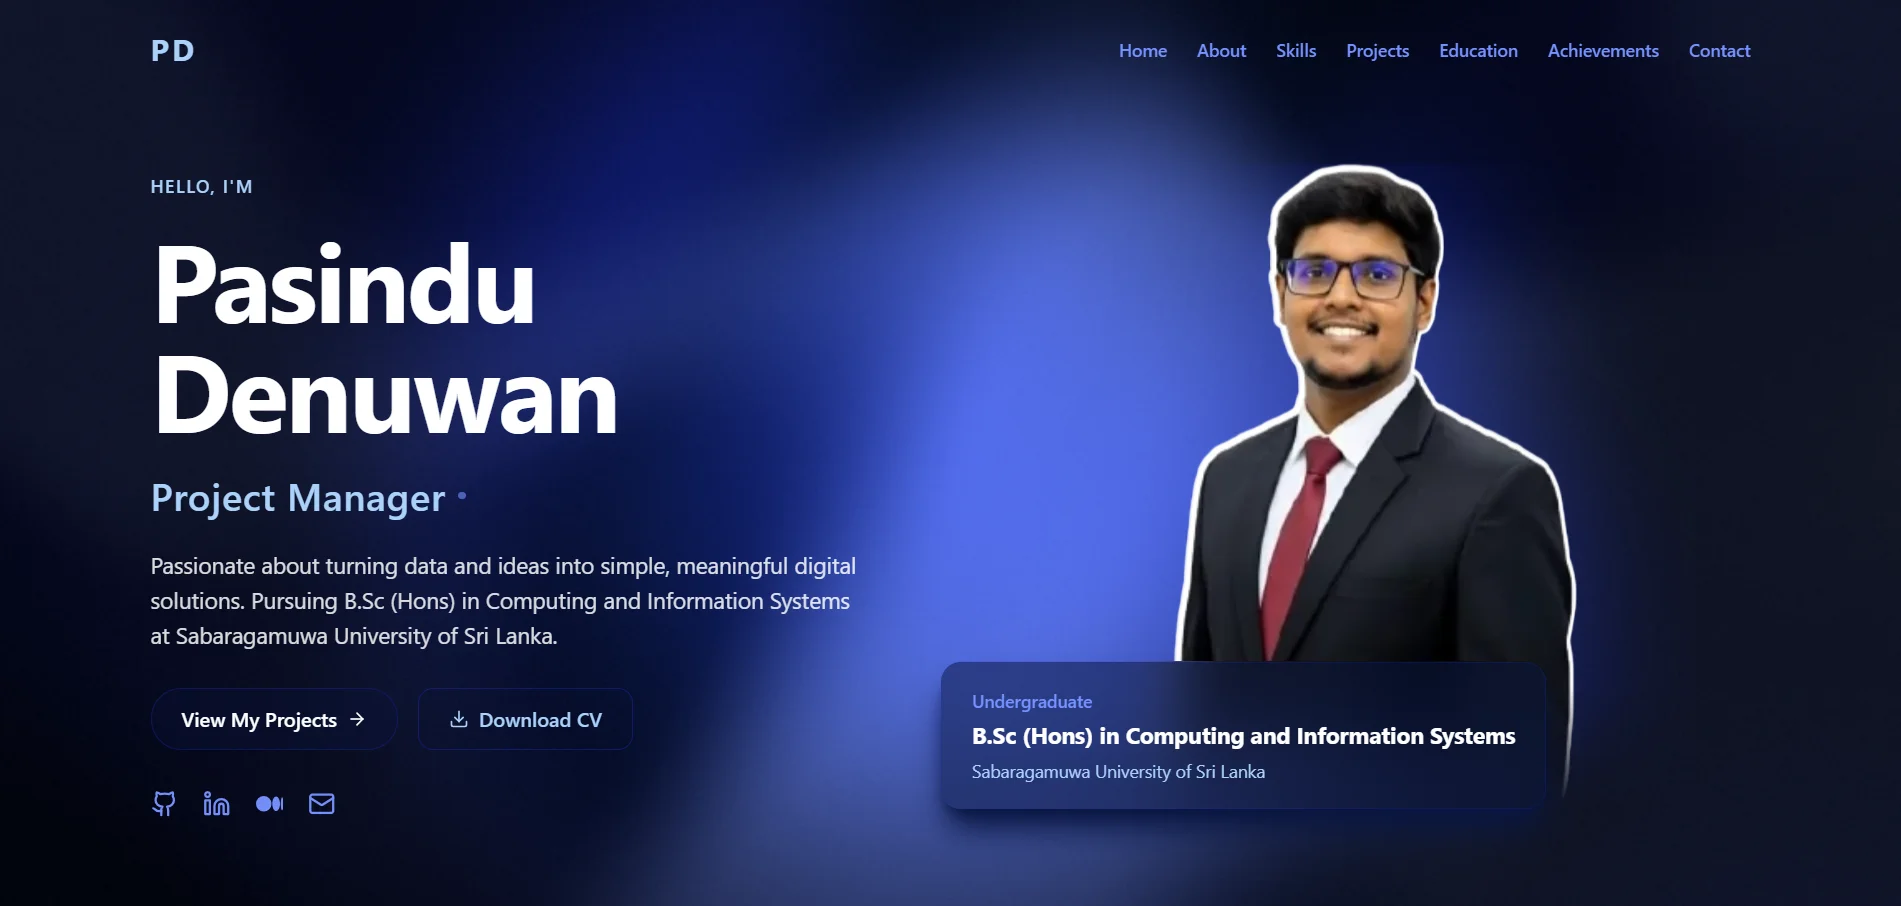 PD
Home About Skills Projects Education Achievements Contact
HELLO, I'M
Pasindu
Denuwan
Project Manager
Passionate about turning data and ideas into simple, meaningful digital
solutions. Pursuing B.Sc (Hons) in Computing and Information Systems
at Sabaragamuwa University of Sri Lanka.
View My Projects →
Download CV
Undergraduate
B.Sc (Hons) in Computing and Information Systems
Sabaragamuwa University of Sri Lanka